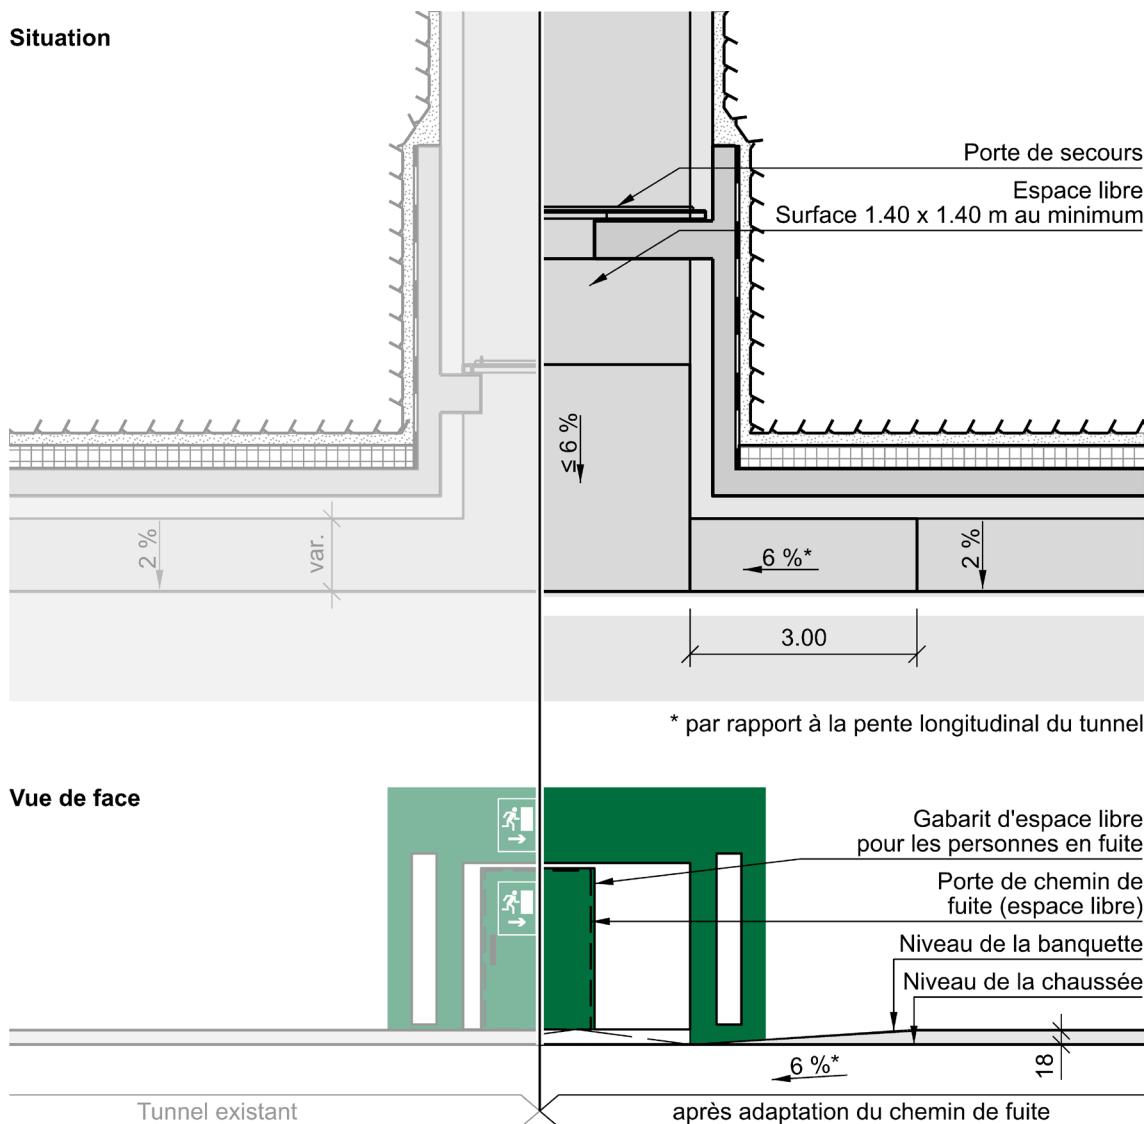 Situation
Porte de secours
Espace libre
Surface 1.40 x 1.40 m au minimum
≤ 6 %
2 %
var.
6 %*
2 %
3.00
* par rapport à la pente longitudinal du tunnel
Vue de face
Gabarit d'espace libre
pour les personnes en fuite
Porte de chemin de
fuite (espace libre)
Niveau de la banquette
Niveau de la chaussée
6 %*
18
Tunnel existant
après adaptation du chemin de fuite